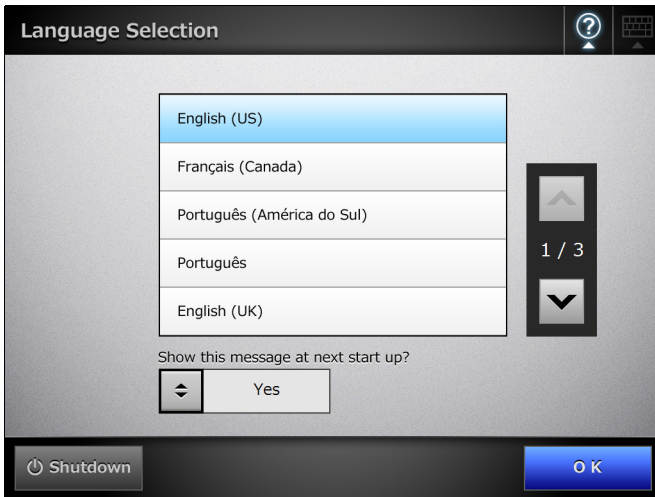 Language Selection
?
English (US)
Français (Canada)
Português (América do Sul)
1 / 3
Português
English (UK)
Show this message at next start up?
Yes
Shutdown
OK